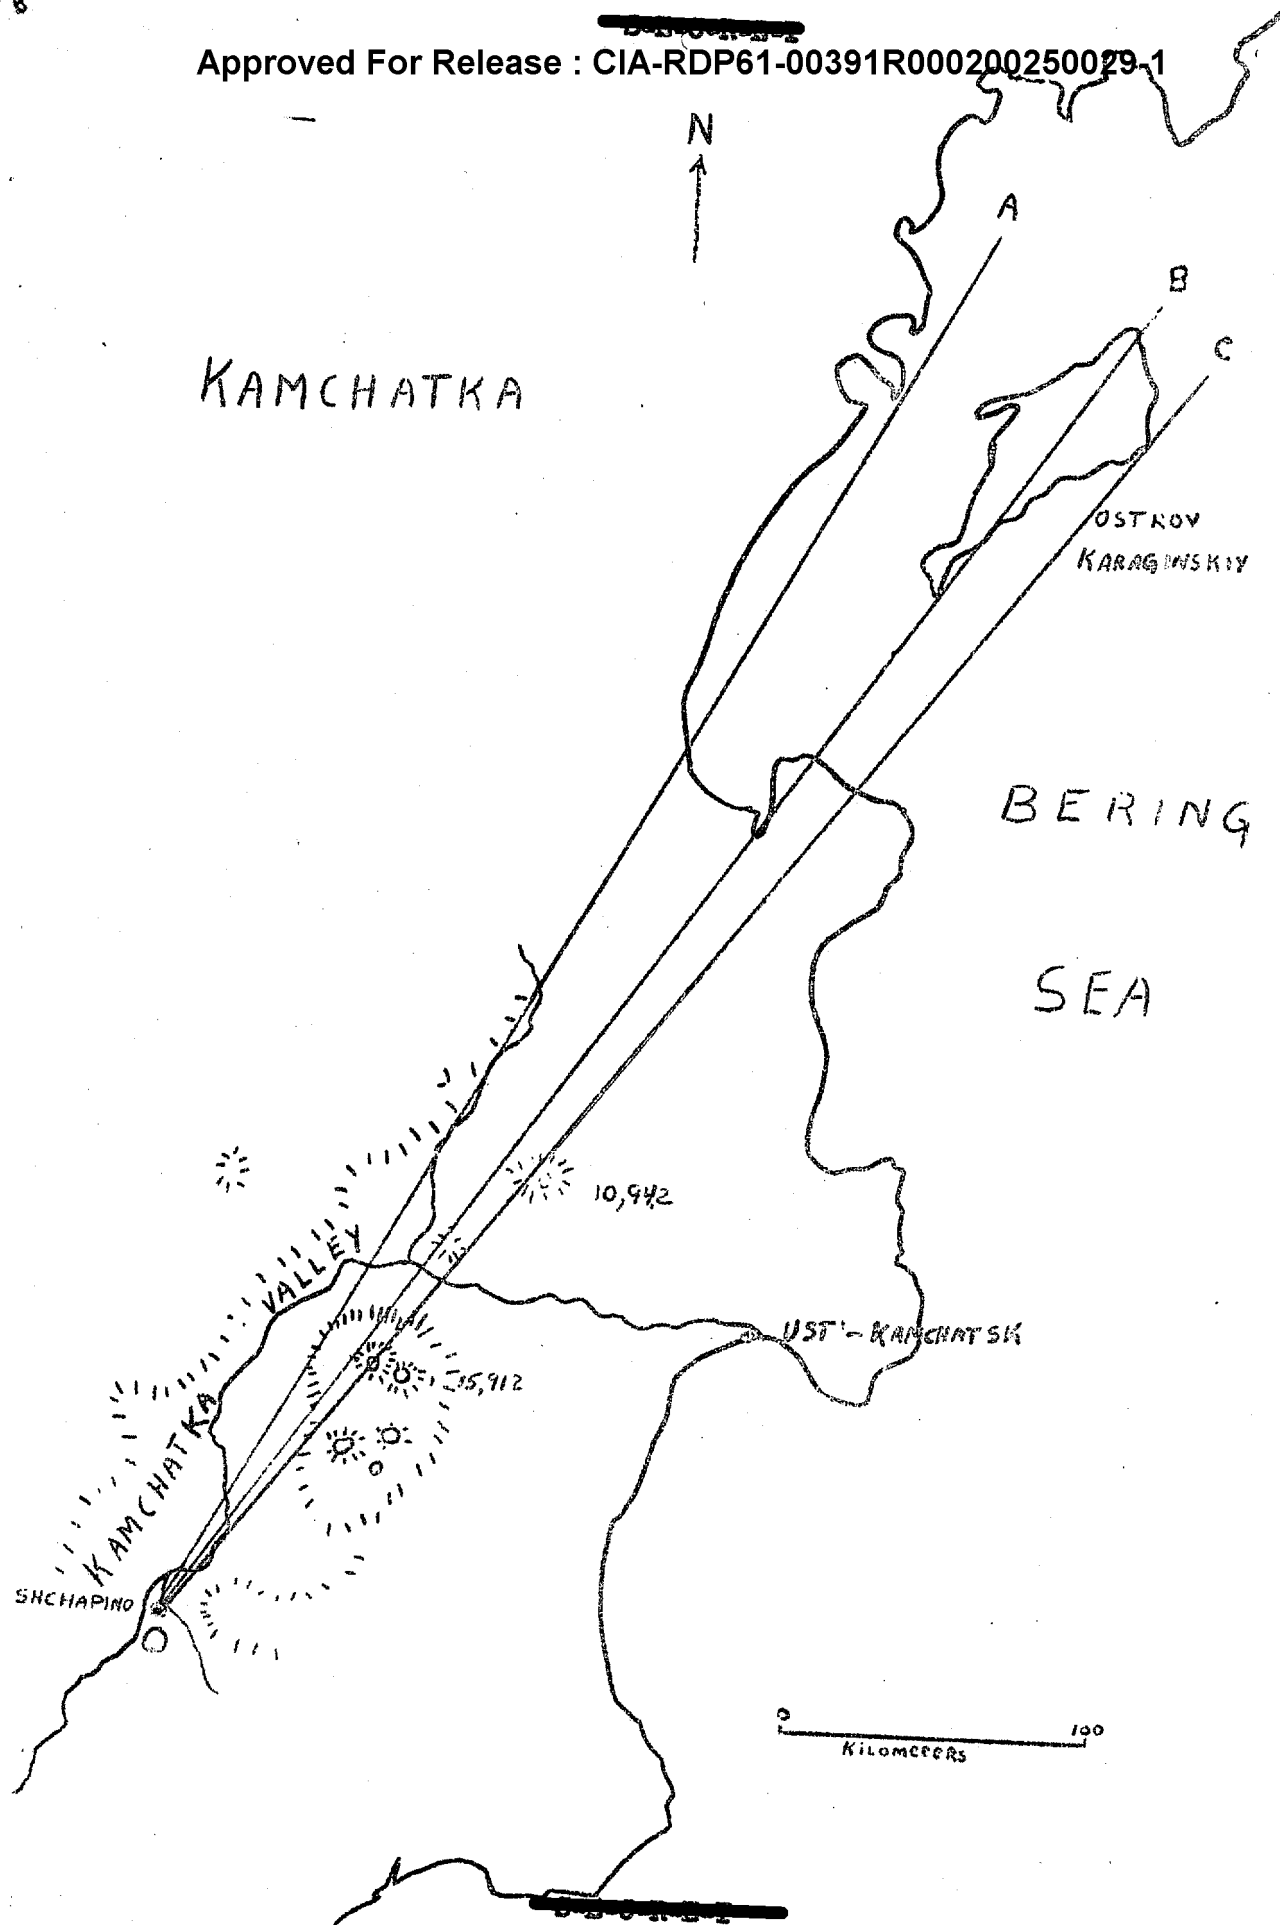 Approved For Release : CIA-RDP61-00391R000200250029-1
N
A
B
C
KAMCHATKA
OSTROV
KARAGINSKIY
BERING
SEA
10,942
VALLEY
UST'-KAMCHATSK
15,912
KAMCHATKA
SHCHAPINO
0
100
KILOMETERS